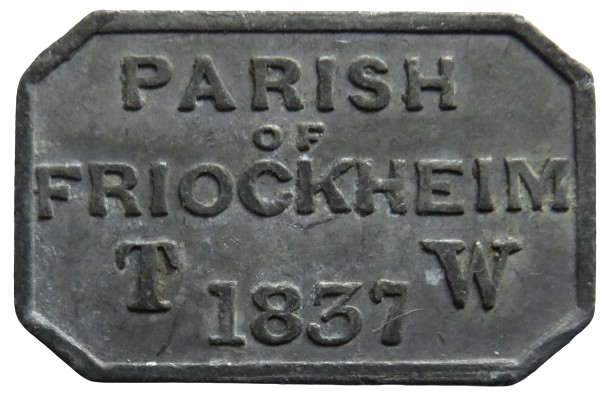 PARISH
OF
FRIOCKHEIM
T W
1837